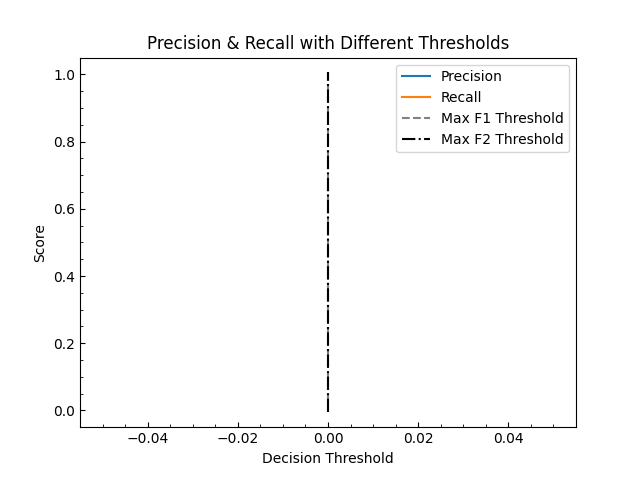 Precision & Recall with Different Thresholds
Precision
Recall
Max F1 Threshold
Max F2 Threshold
1.0
0.8
0.6
0.4
0.2
0.0
Score
−0.04
−0.02
0.00
0.02
0.04
Decision Threshold